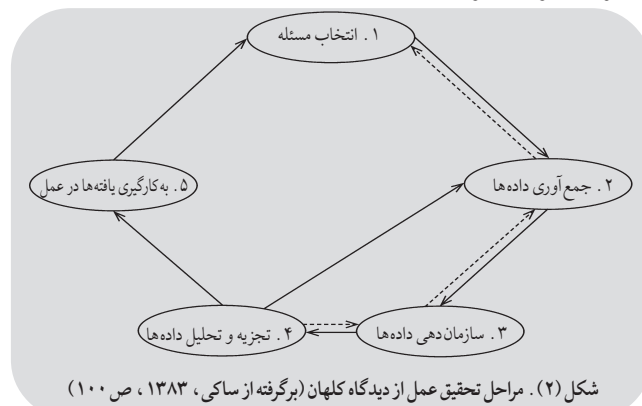 ۱ . انتخاب مسئله
۲ . جمع‌آوری داده‌ها
۳ . سازمان‌دهی داده‌ها
۴ . تجزیه و تحلیل داده‌ها
۵ . به‌کارگیری یافته‌ها در عمل
شکل (۲) . مراحل تحقیق عمل از دیدگاه کلهان (برگرفته از ساکی ، ۱۳۸۳ ، ص ۱۰۰)